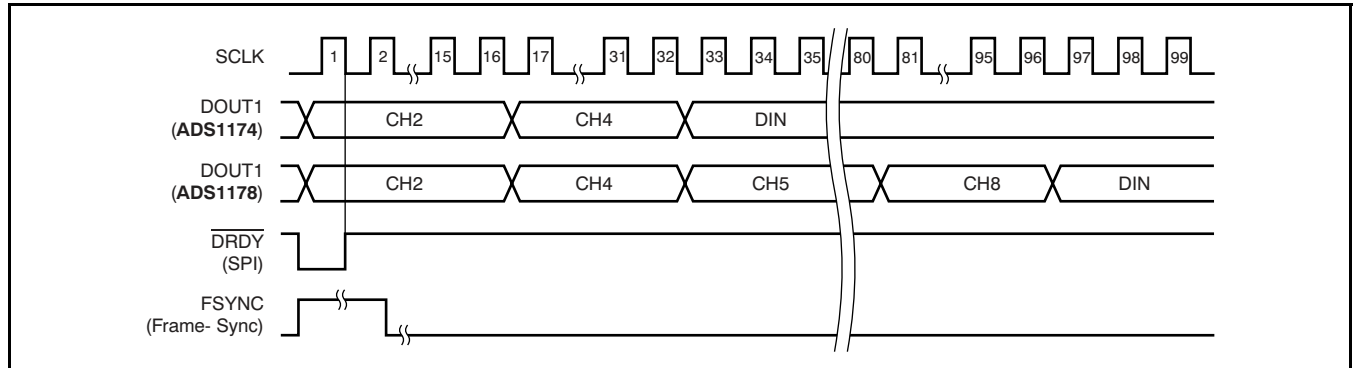 SCLK
1 2 15 16 17 31 32 33 34 35 80 81 95 96 97 98 99
DOUT1
(ADS1174)
CH2 CH4 DIN
DOUT1
(ADS1178)
CH2 CH4 CH5 CH8 DIN
DRDY
(SPI)
FSYNC
(Frame- Sync)